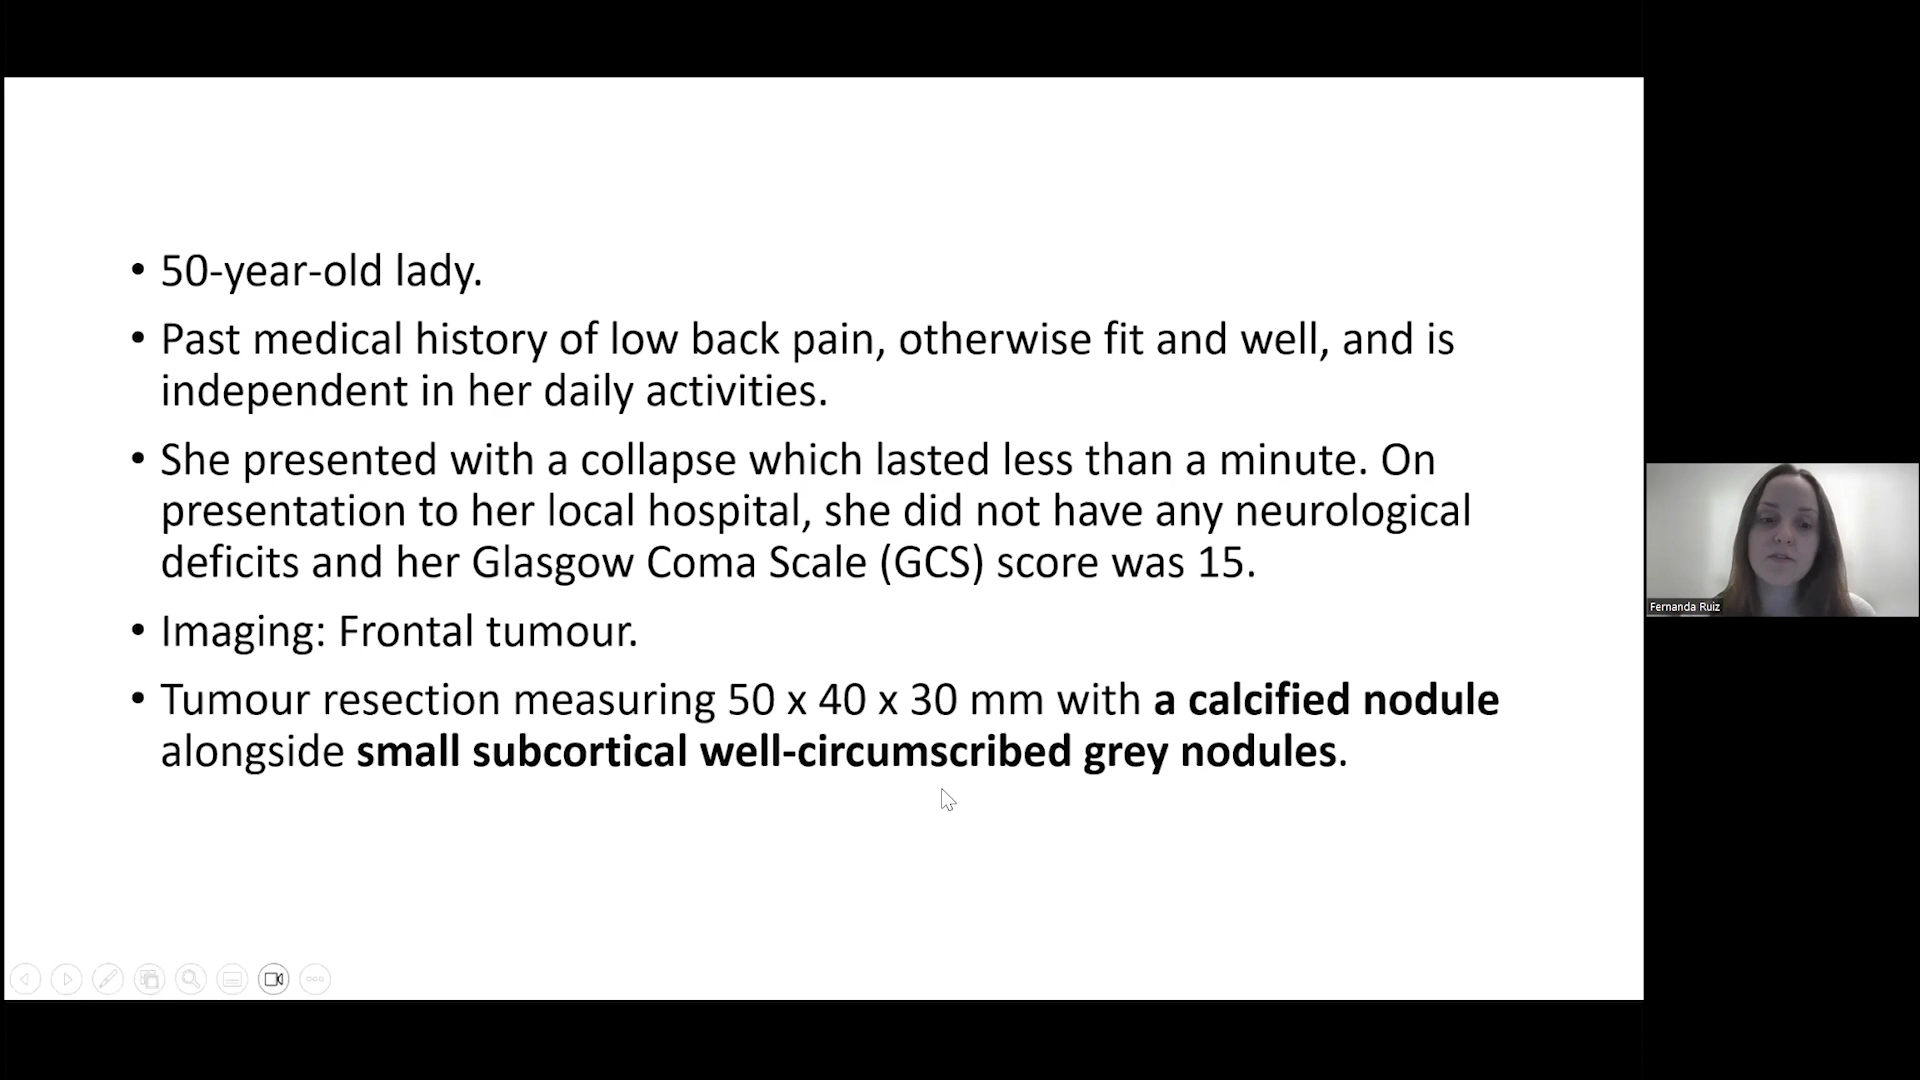 • 50-year-old lady.
• Past medical history of low back pain, otherwise fit and well, and is
independent in her daily activities.
• She presented with a collapse which lasted less than a minute. On
presentation to her local hospital, she did not have any neurological
deficits and her Glasgow Coma Scale (GCS) score was 15.
• Imaging: Frontal tumour.
• Tumour resection measuring 50 x 40 x 30 mm with a calcified nodule
alongside small subcortical well-circumscribed grey nodules.
Fernanda Ruiz